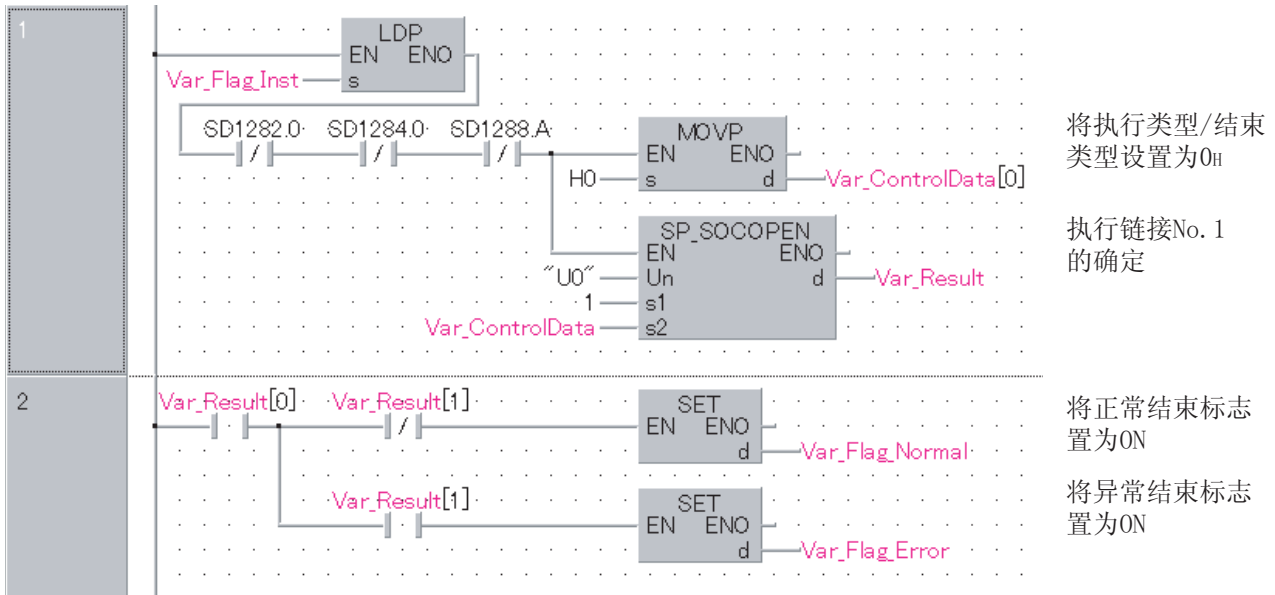 1
LDP
EN ENO
Var_Flag_Inst s
SD1282.0 SD1284.0 SD1288.A
MOVP
EN ENO
H0 s d Var_ControlData[0]
将执行类型/结束
类型设置为0H
SP_SOCOPEN
EN ENO
"U0" Un d Var_Result
1 s1
Var_ControlData s2
执行链接No.1
的确定
2
Var_Result[0] Var_Result[1]
SET
EN ENO
d Var_Flag_Normal
将正常结束标志
置为ON
Var_Result[1]
SET
EN ENO
d Var_Flag_Error
将异常结束标志
置为ON